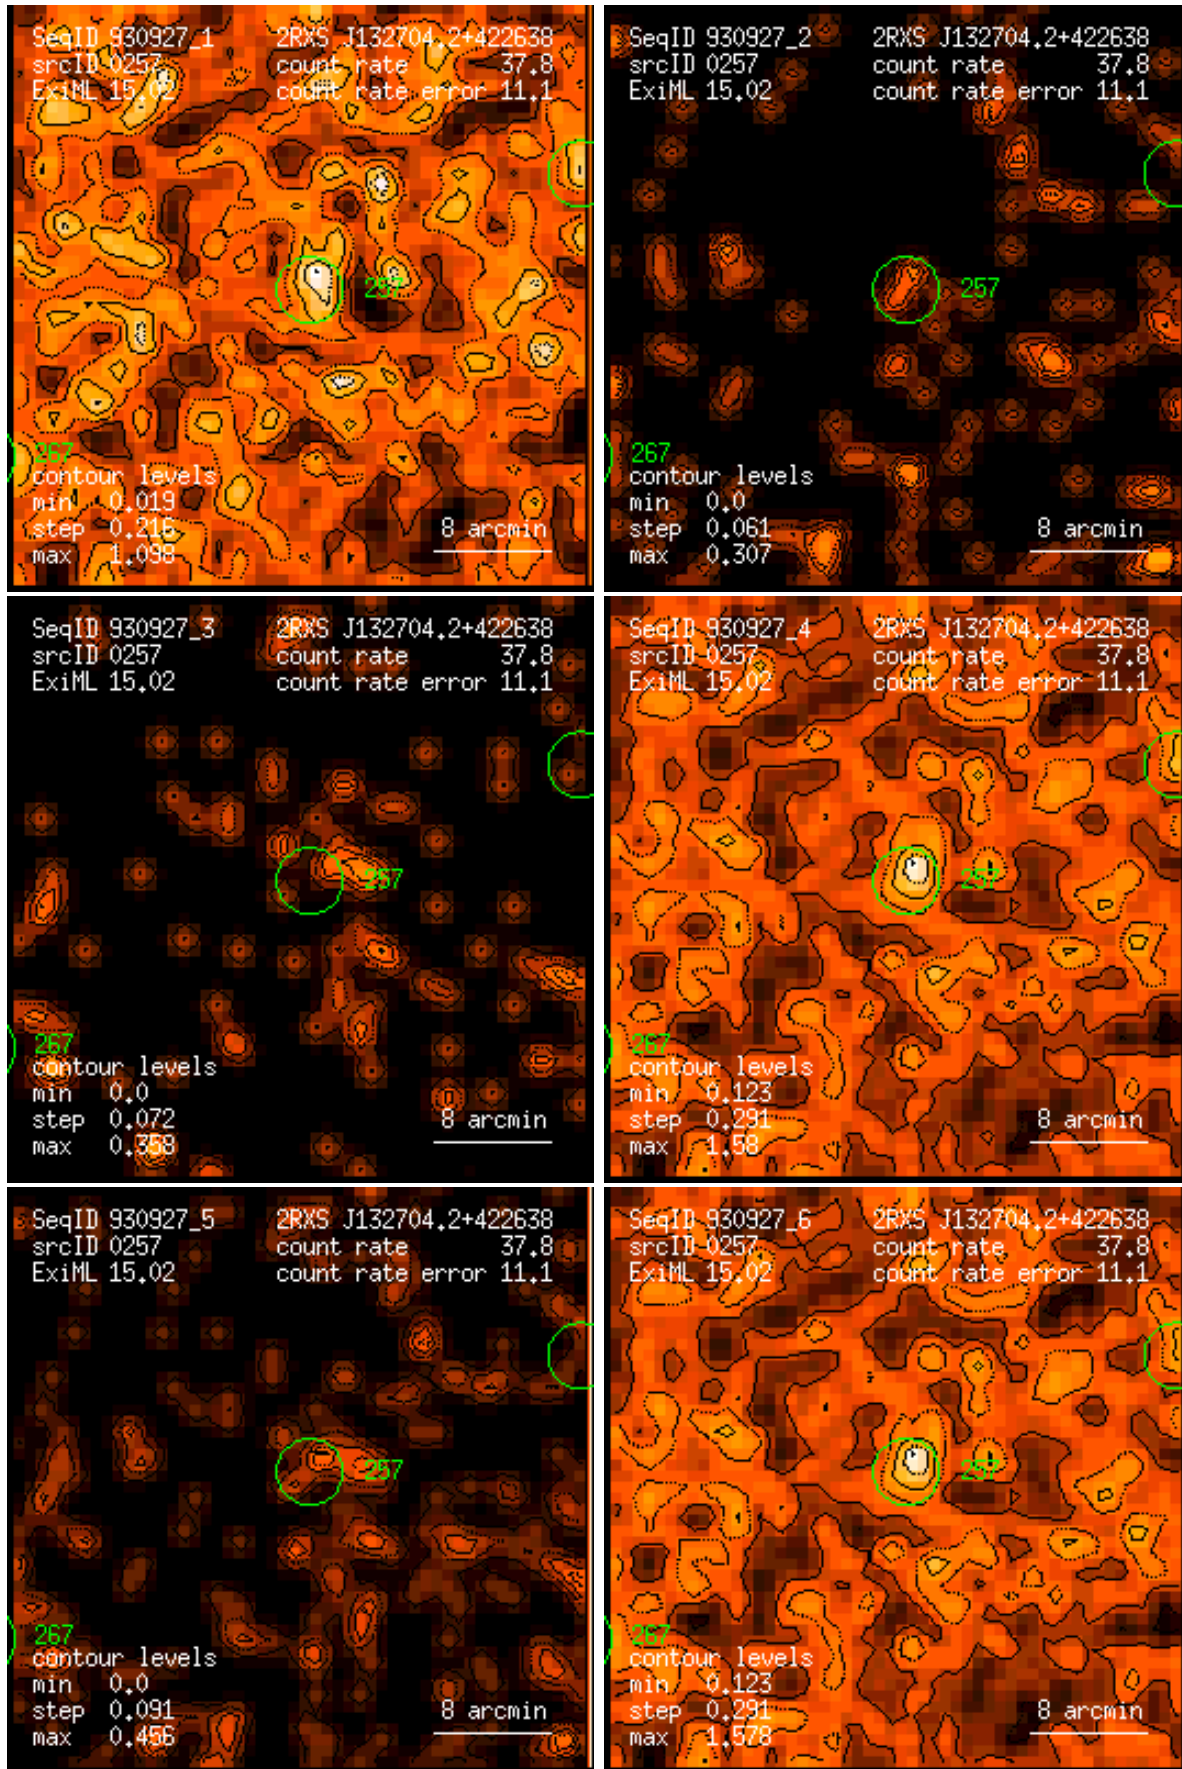 SeqID 930927_1 2RXS J132704.2+422638
srcID 0257 count rate 37.8
ExiML 15.02 count rate error 11.1
257
267
contour levels
min 0.019
step 0.216 8 arcmin
max 1.098
SeqID 930927_2 2RXS J132704.2+422638
srcID 0257 count rate 37.8
ExiML 15.02 count rate error 11.1
257
267
contour levels
min 0.0
step 0.061 8 arcmin
max 0.307
SeqID 930927_3 2RXS J132704.2+422638
srcID 0257 count rate 37.8
ExiML 15.02 count rate error 11.1
257
267
contour levels
min 0.0
step 0.072 8 arcmin
max 0.358
SeqID 930927_4 2RXS J132704.2+422638
srcID 0257 count rate 37.8
ExiML 15.02 count rate error 11.1
257
267
contour levels
min 0.123
step 0.291 8 arcmin
max 1.58
SeqID 930927_5 2RXS J132704.2+422638
srcID 0257 count rate 37.8
ExiML 15.02 count rate error 11.1
257
267
contour levels
min 0.0
step 0.091 8 arcmin
max 0.456
SeqID 930927_6 2RXS J132704.2+422638
srcID 0257 count rate 37.8
ExiML 15.02 count rate error 11.1
257
267
contour levels
min 0.123
step 0.291 8 arcmin
max 1.578